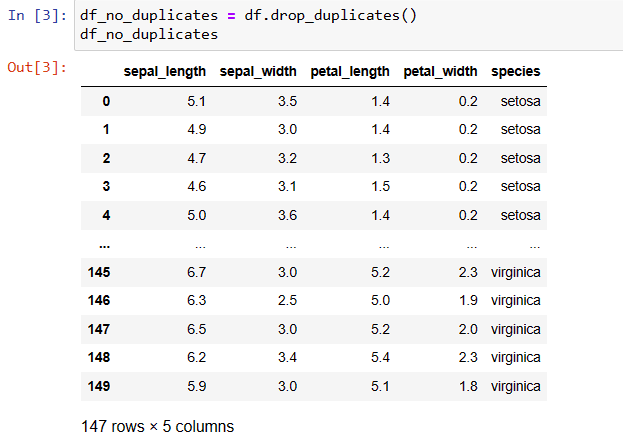 In [3]: df_no_duplicates = df.drop_duplicates()
df_no_duplicates
Out[3]:
sepal_length sepal_width petal_length petal_width species
0 5.1 3.5 1.4 0.2 setosa
1 4.9 3.0 1.4 0.2 setosa
2 4.7 3.2 1.3 0.2 setosa
3 4.6 3.1 1.5 0.2 setosa
4 5.0 3.6 1.4 0.2 setosa
... ... ... ... ... ...
145 6.7 3.0 5.2 2.3 virginica
146 6.3 2.5 5.0 1.9 virginica
147 6.5 3.0 5.2 2.0 virginica
148 6.2 3.4 5.4 2.3 virginica
149 5.9 3.0 5.1 1.8 virginica
147 rows × 5 columns